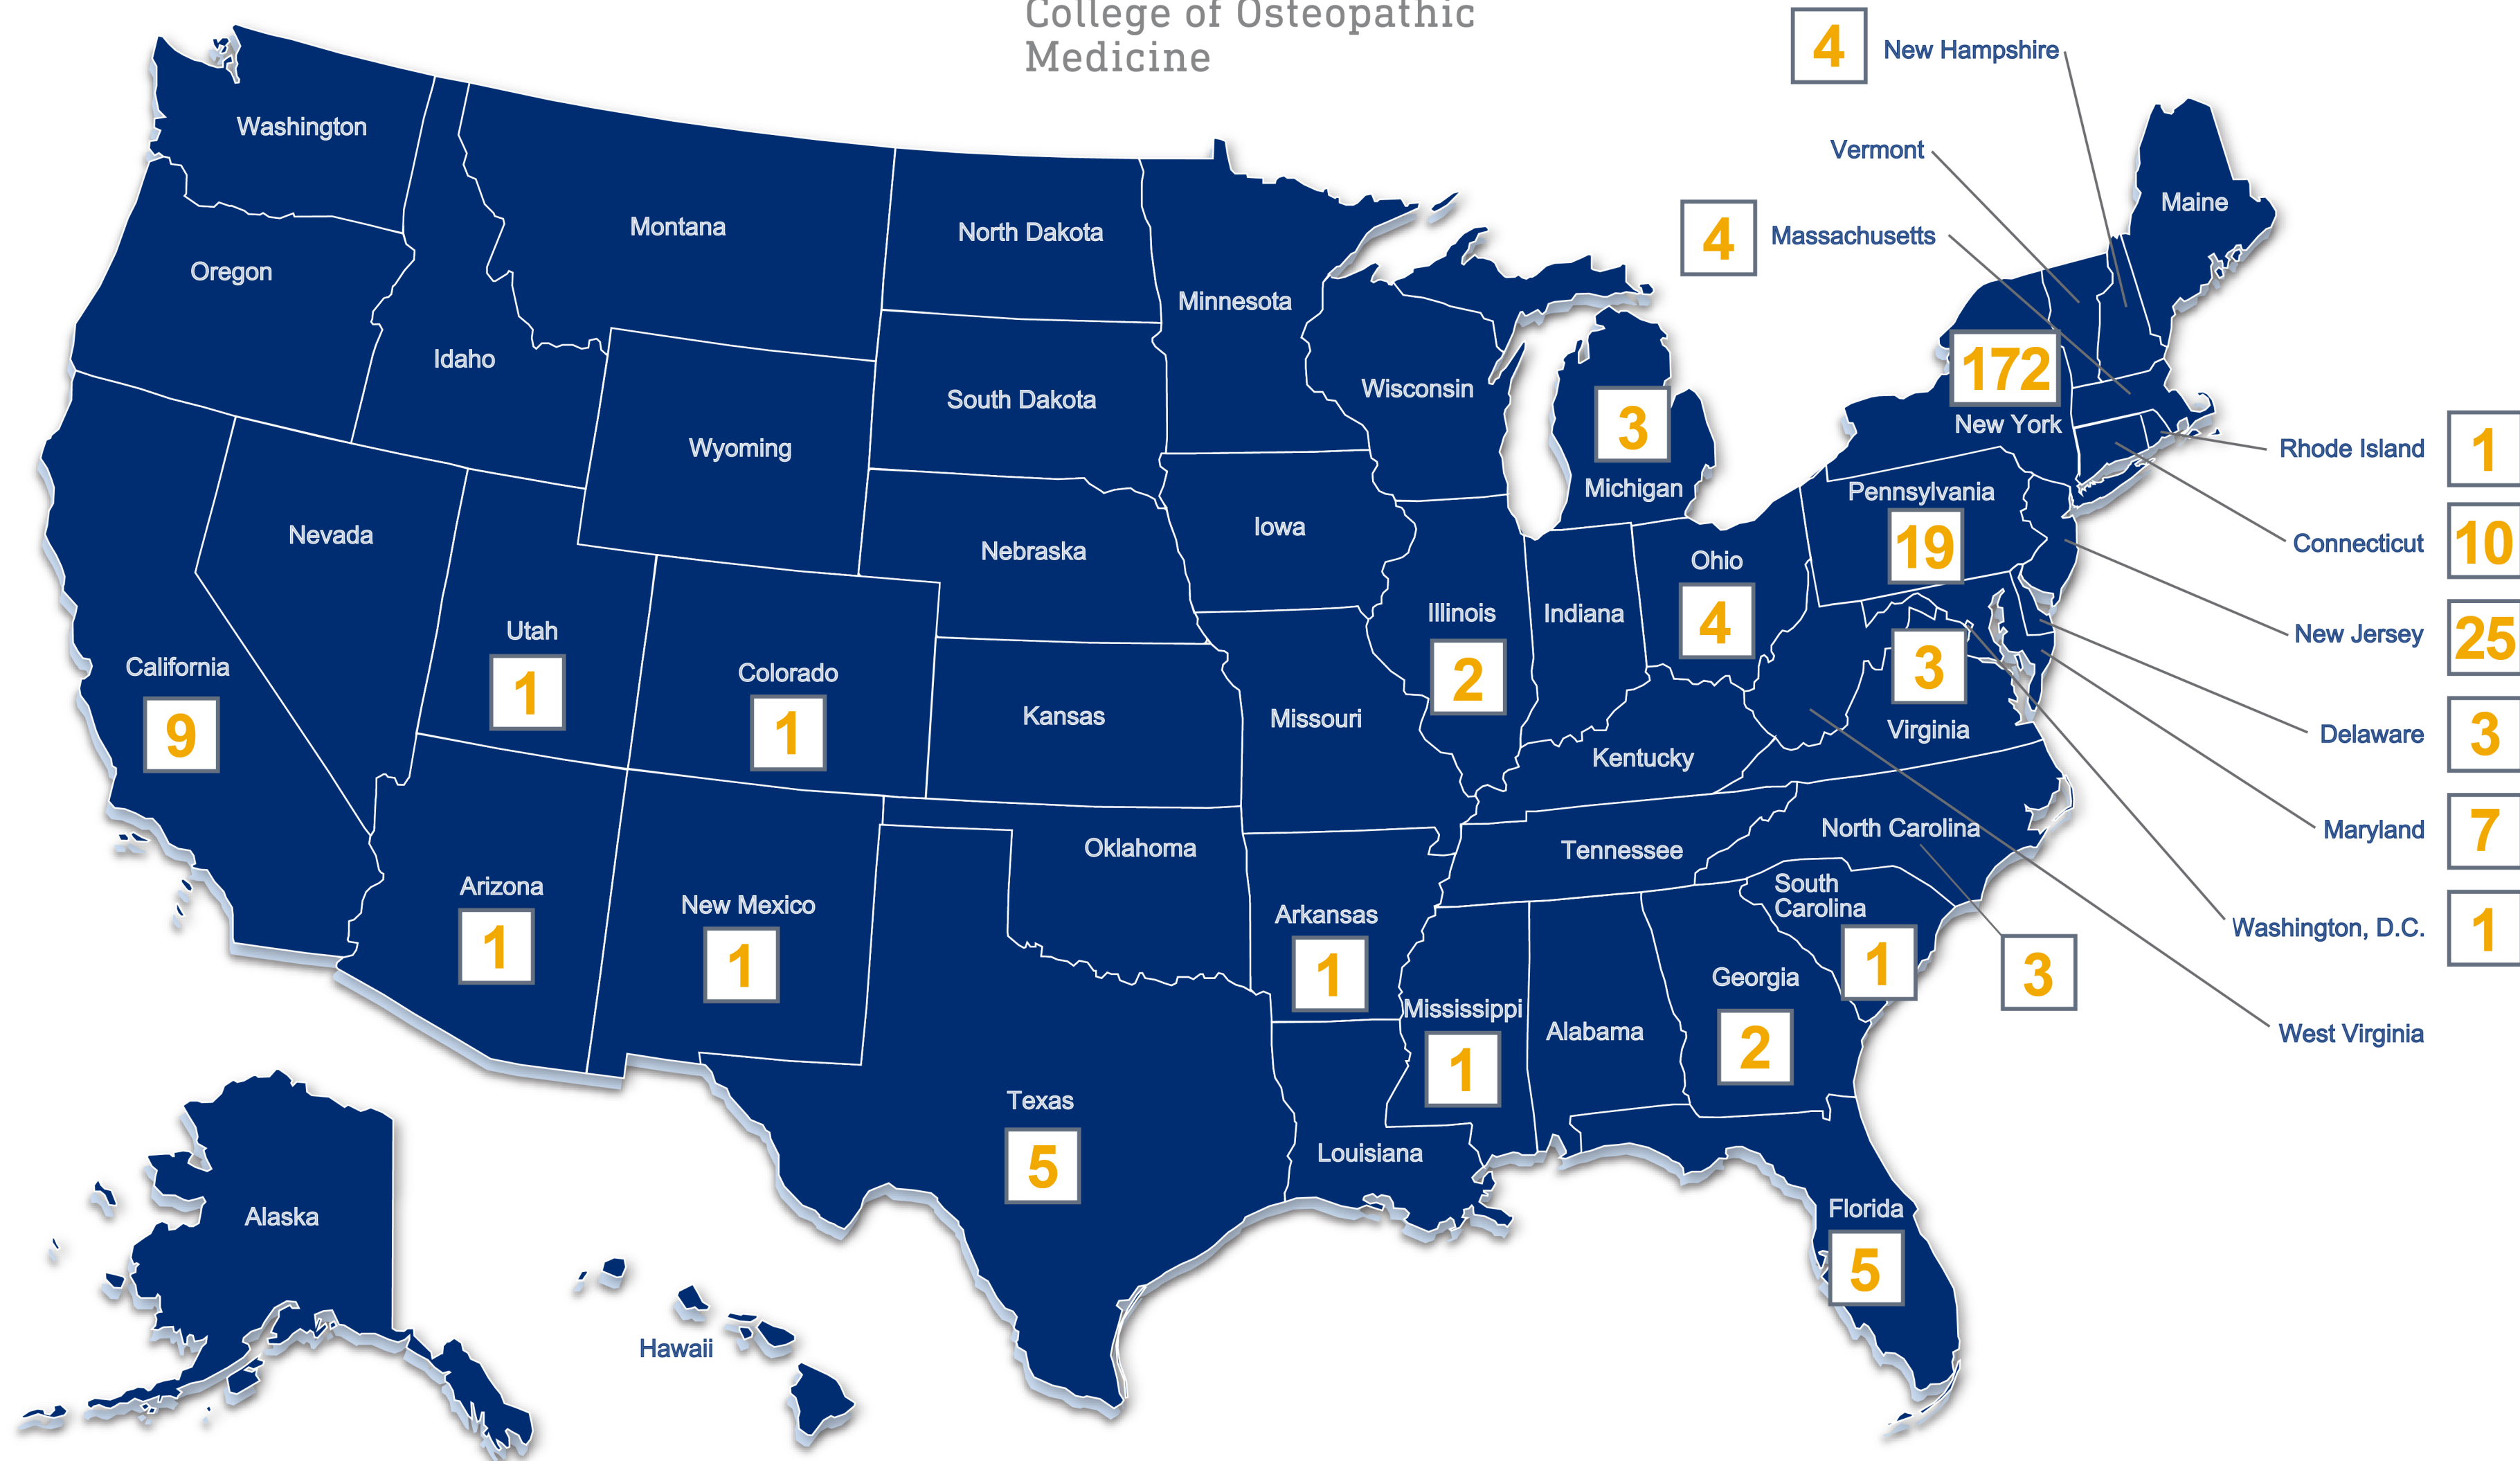 College of Osteopathic
Medicine
4
New Hampshire
Washington
Vermont
Maine
Montana
North Dakota
4
Massachusetts
Oregon
Minnesota
Idaho
172
Wisconsin
South Dakota
3
New York
Wyoming
Rhode Island
1
Michigan
Pennsylvania
Nevada
Iowa
19
Connecticut
10
Nebraska
Ohio
Illinois
Indiana
4
Utah
New Jersey
25
California
Colorado
2
3
1
Kansas
Missouri
Virginia
Delaware
3
9
1
Kentucky
Oklahoma
Tennessee
North Carolina
Maryland
7
Arizona
New Mexico
Arkansas
South
Carolina
Washington, D.C.
1
1
1
1
1
3
Georgia
Mississippi
Alabama
2
West Virginia
1
Texas
5
Louisiana
Alaska
Florida
5
Hawaii